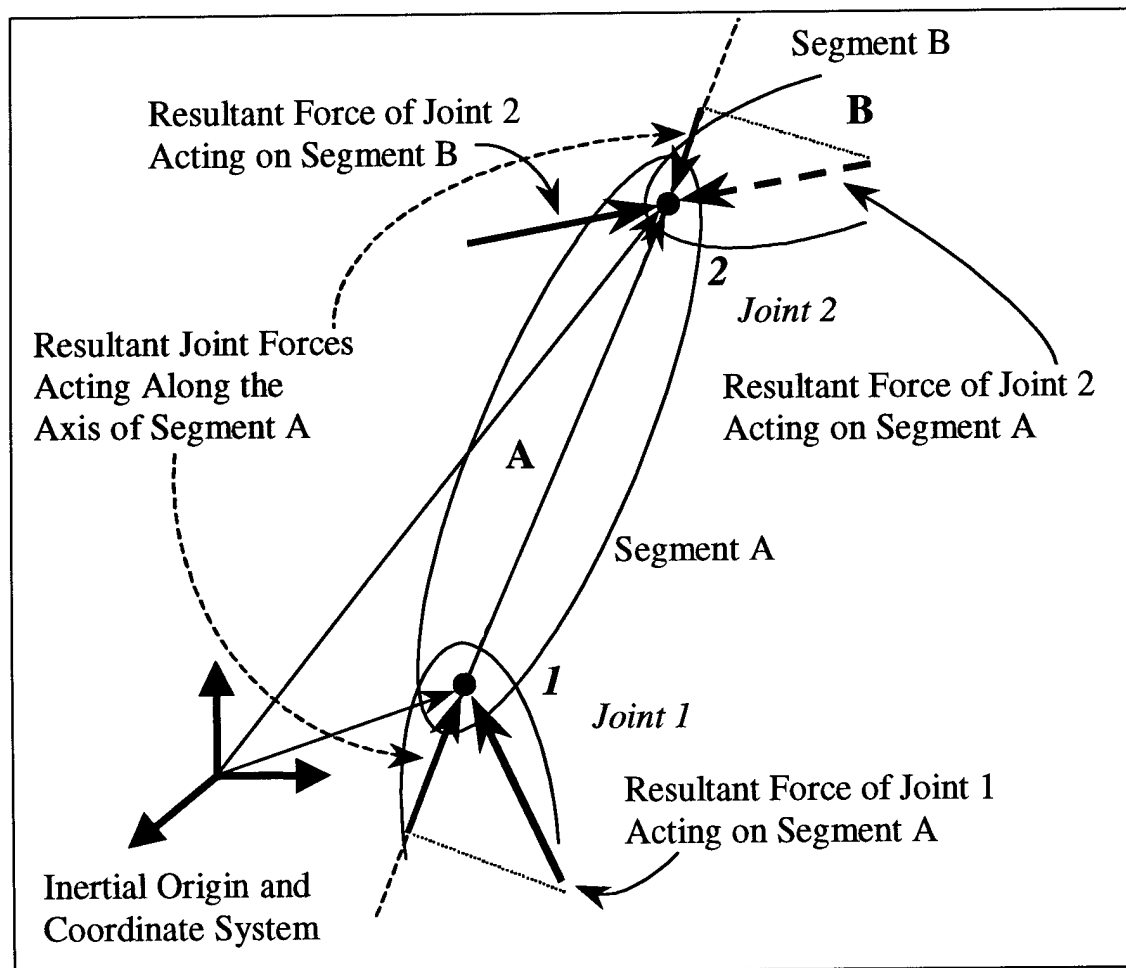 Segment B
Resultant Force of Joint 2
Acting on Segment B
B
2
Joint 2
Resultant Joint Forces
Acting Along the
Axis of Segment A
Resultant Force of Joint 2
Acting on Segment A
A
Segment A
1
Joint 1
Resultant Force of Joint 1
Acting on Segment A
Inertial Origin and
Coordinate System